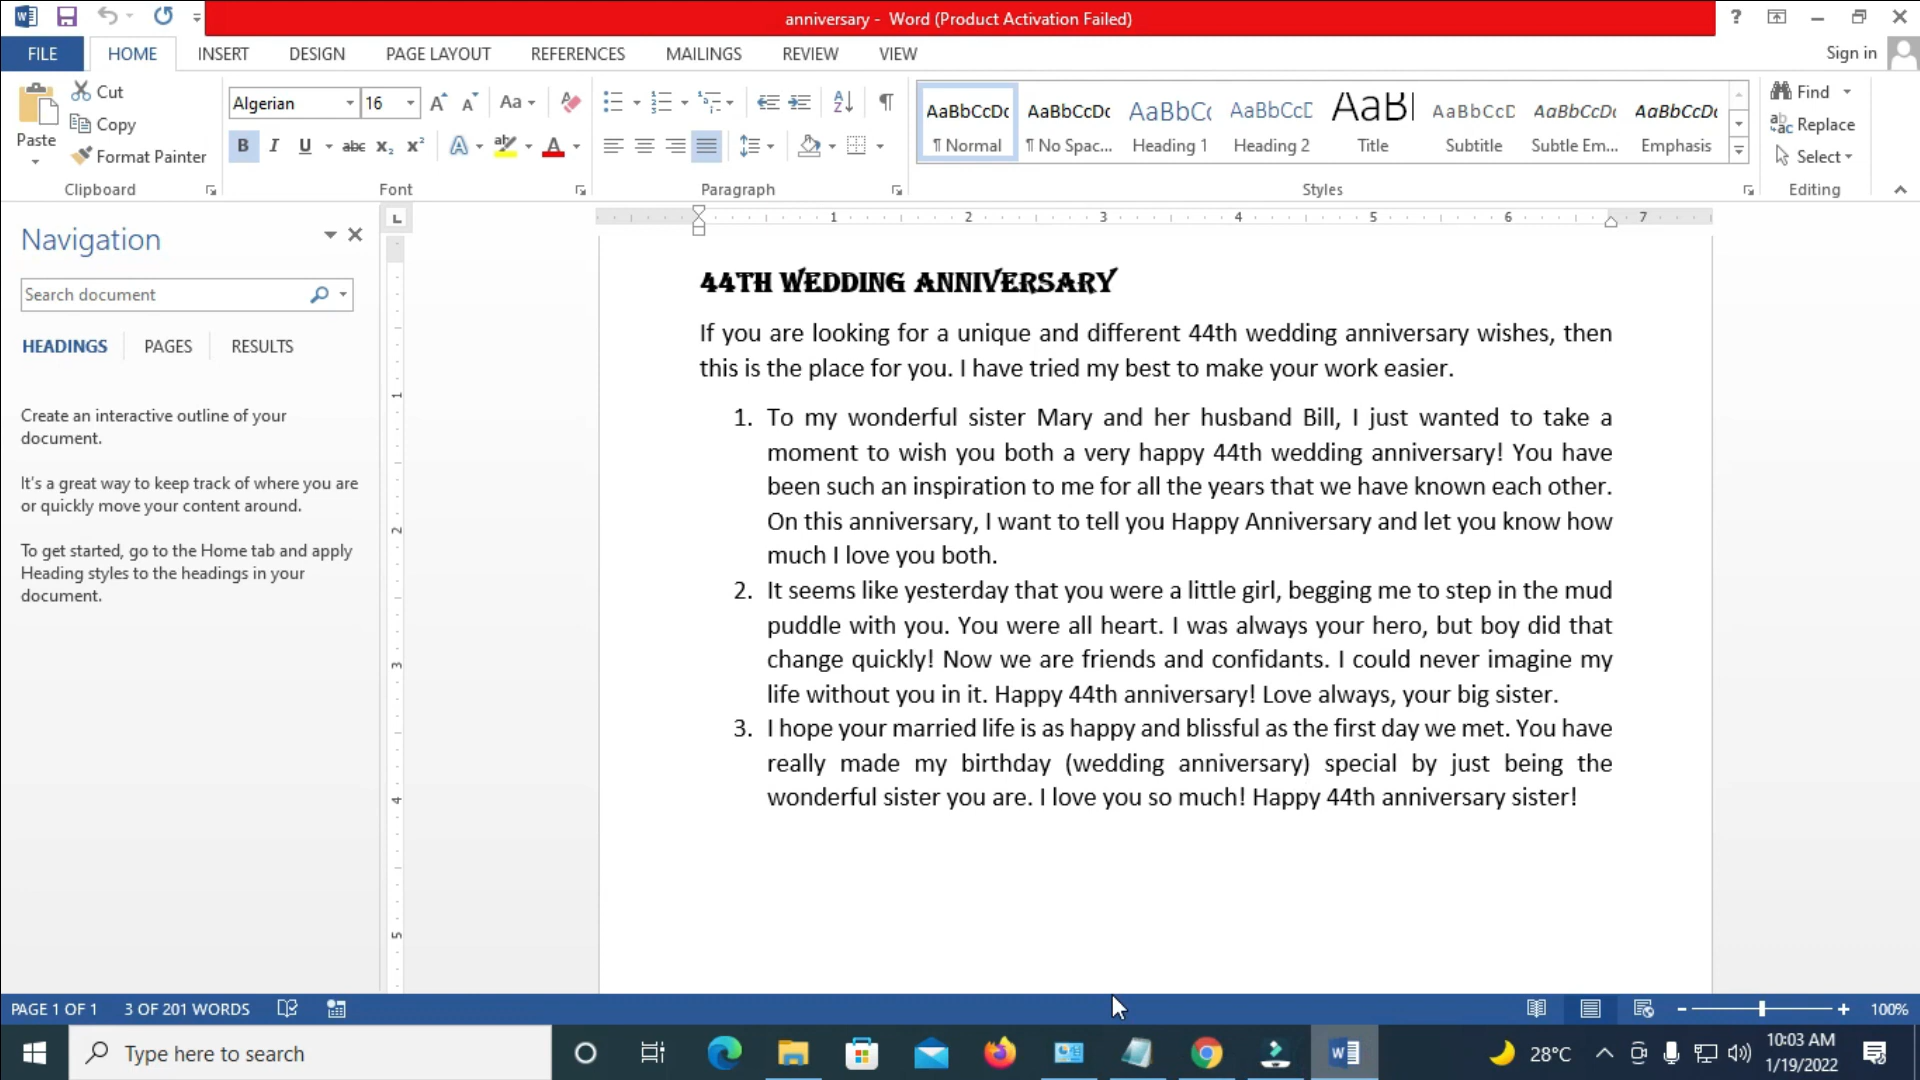 anniversary - Word (Product Activation Failed)
FILE HOME INSERT DESIGN PAGE LAYOUT REFERENCES MAILINGS REVIEW VIEW Sign in
Paste
Cut
Copy
Format Painter
Clipboard
Algerian 16
Font
Paragraph
AaBbCcDc AaBbCcDc AaBbC AaBbCcD AaB AaBbCcD AaBbCcDc AaBbCcDc
¶ Normal ¶ No Spac... Heading 1 Heading 2 Title Subtitle Subtle Em... Emphasis
Styles
Find
Replace
Select
Editing
Navigation
Search document
HEADINGS PAGES RESULTS
Create an interactive outline of your
document.
It's a great way to keep track of where you are
or quickly move your content around.
To get started, go to the Home tab and apply
Heading styles to the headings in your
document.
1 2 3 4 5 6 7
1
2
3
4
5
44TH WEDDING ANNIVERSARY
If you are looking for a unique and different 44th wedding anniversary wishes, then
this is the place for you. I have tried my best to make your work easier.
1. To my wonderful sister Mary and her husband Bill, I just wanted to take a
moment to wish you both a very happy 44th wedding anniversary! You have
been such an inspiration to me for all the years that we have known each other.
On this anniversary, I want to tell you Happy Anniversary and let you know how
much I love you both.
2. It seems like yesterday that you were a little girl, begging me to step in the mud
puddle with you. You were all heart. I was always your hero, but boy did that
change quickly! Now we are friends and confidants. I could never imagine my
life without you in it. Happy 44th anniversary! Love always, your big sister.
3. I hope your married life is as happy and blissful as the first day we met. You have
really made my birthday (wedding anniversary) special by just being the
wonderful sister you are. I love you so much! Happy 44th anniversary sister!
PAGE 1 OF 1 3 OF 201 WORDS 100%
Type here to search
28°C
10:03 AM
1/19/2022